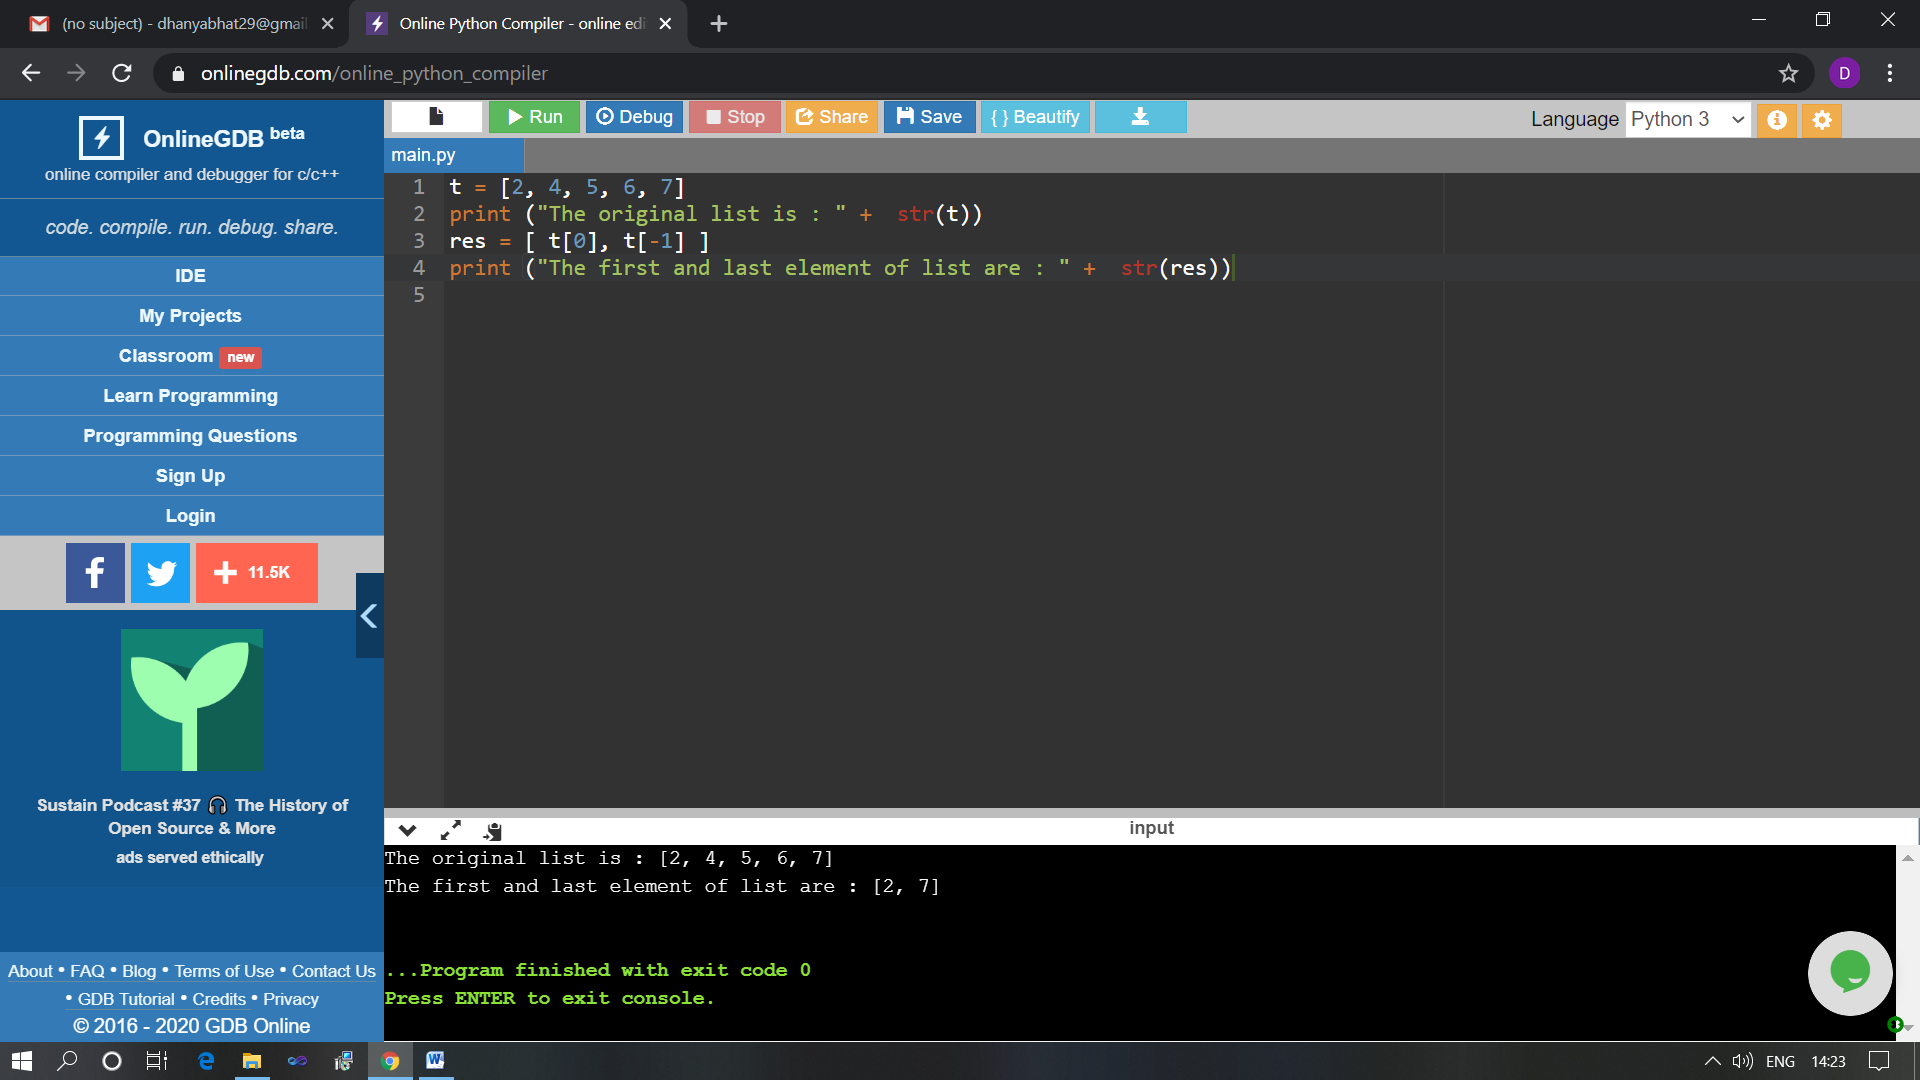 (no subject) - dhanyabhat29@gmail
Online Python Compiler - online edi
onlinegdb.com/online_python_compiler
D
OnlineGDB beta
online compiler and debugger for c/c++
code. compile. run. debug. share.
IDE
My Projects
Classroom new
Learn Programming
Programming Questions
Sign Up
Login
11.5K
Sustain Podcast #37 🎧 The History of
Open Source & More
ads served ethically
About • FAQ • Blog • Terms of Use • Contact Us
• GDB Tutorial • Credits • Privacy
© 2016 - 2020 GDB Online
Run Debug Stop Share Save { } Beautify
Language Python 3
main.py
1 t = [2, 4, 5, 6, 7]
2 print ("The original list is : " +  str(t))
3 res = [ t[0], t[-1] ]
4 print ("The first and last element of list are : " +  str(res))
5
input
The original list is : [2, 4, 5, 6, 7]
The first and last element of list are : [2, 7]
...Program finished with exit code 0
Press ENTER to exit console.
ENG 14:23